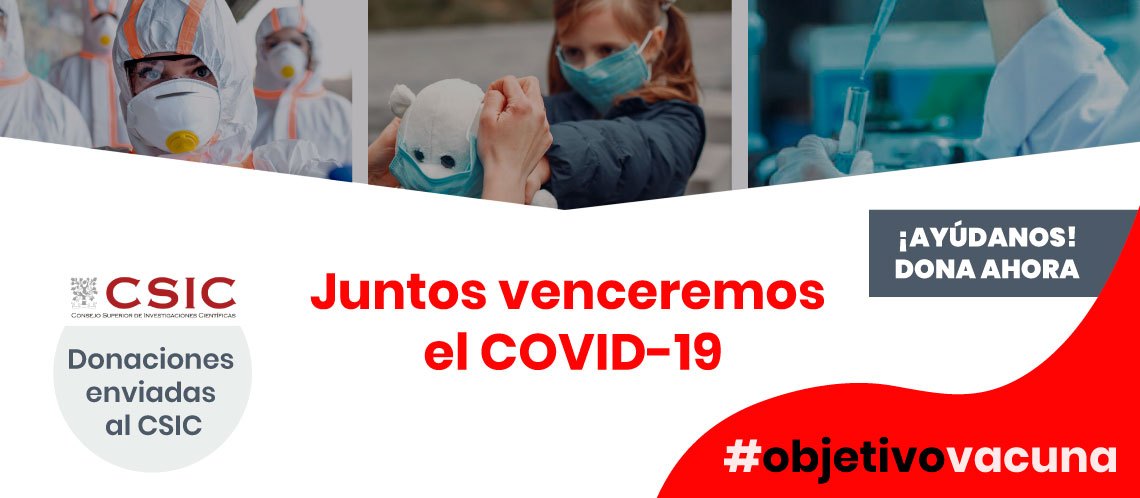 ¡AYÚDANOS!
DONA AHORA
CSIC
CONSEJO SUPERIOR DE INVESTIGACIONES CIENTÍFICAS
Donaciones
enviadas
al CSIC
Juntos venceremos
el COVID-19
#objetivovacuna